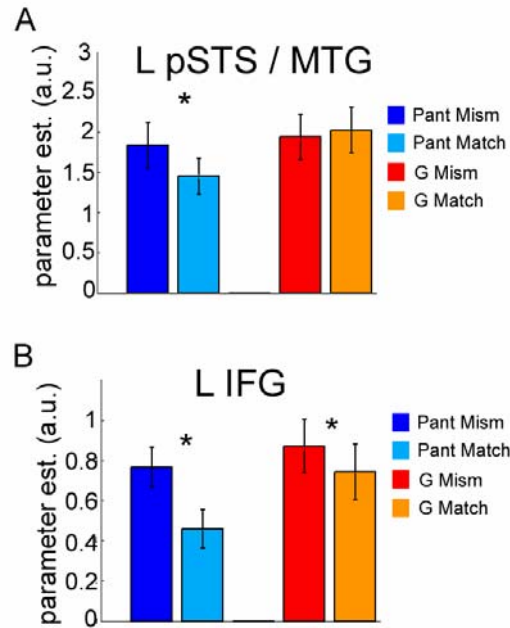 A
L pSTS / MTG
parameter est. (a.u.)
3
2.5
2
1.5
1
0.5
0
*
Pant Mism
Pant Match
G Mism
G Match
B
L IFG
parameter est. (a.u.)
1
0.8
0.6
0.4
0.2
0
*
*
Pant Mism
Pant Match
G Mism
G Match